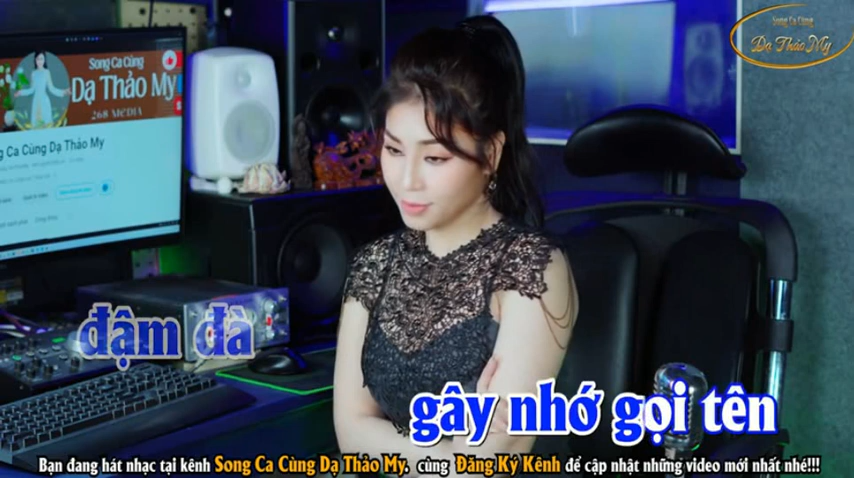 Song Ca Cùng
Dạ Thảo My
Song Ca Cùng
Dạ Thảo My
268 MEDIA
ng Ca Cùng Dạ Thảo My
đậm đà
gây nhớ gọi tên
Bạn đang hát nhạc tại kênh Song Ca Cùng Dạ Thảo My, cùng Đăng Ký Kênh để cập nhật những video mới nhất nhé!!!